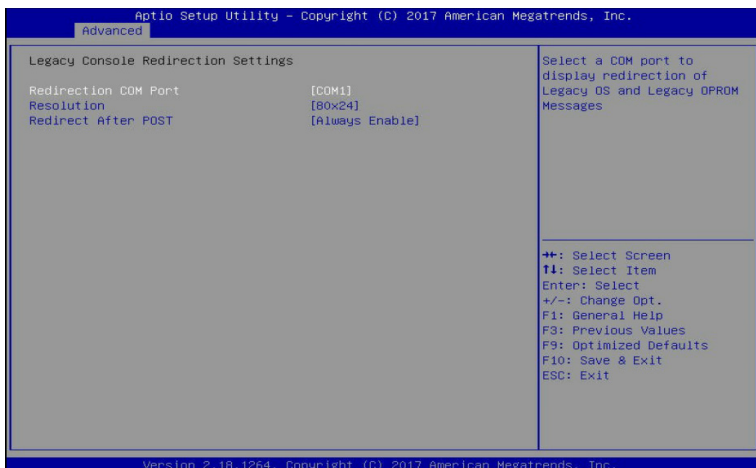 Aptio Setup Utility – Copyright (C) 2017 American Megatrends, Inc.
Advanced
Legacy Console Redirection Settings
Redirection COM Port [COM1]
Resolution [80x24]
Redirect After POST [Always Enable]
Select a COM port to
display redirection of
Legacy OS and Legacy OPROM
Messages
→←: Select Screen
↑↓: Select Item
Enter: Select
+/-: Change Opt.
F1: General Help
F3: Previous Values
F9: Optimized Defaults
F10: Save & Exit
ESC: Exit
Version 2.18.1264. Copyright (C) 2017 American Megatrends, Inc.